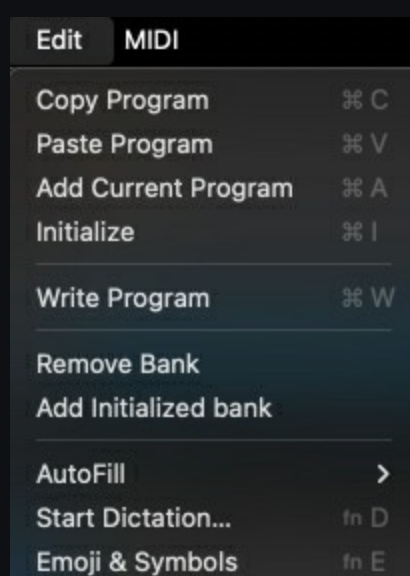 Edit MIDI
Copy Program ⌘ C
Paste Program ⌘ V
Add Current Program ⌘ A
Initialize ⌘ I
Write Program ⌘ W
Remove Bank
Add Initialized bank
AutoFill >
Start Dictation... fn D
Emoji & Symbols fn E